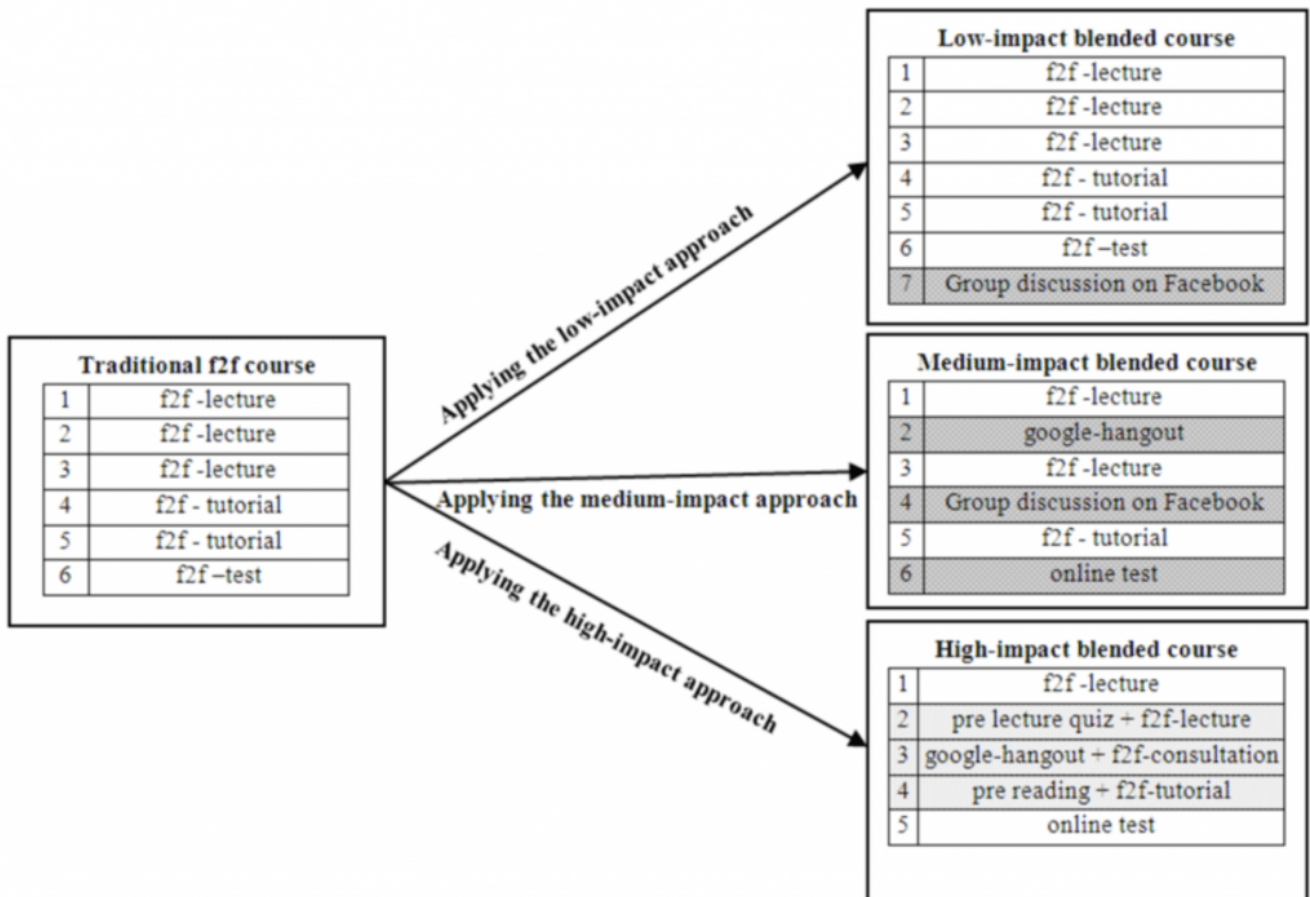 Traditional f2f course
1 f2f -lecture
2 f2f -lecture
3 f2f -lecture
4 f2f - tutorial
5 f2f - tutorial
6 f2f –test
Applying the low-impact approach
Applying the medium-impact approach
Applying the high-impact approach
Low-impact blended course
1 f2f -lecture
2 f2f -lecture
3 f2f -lecture
4 f2f - tutorial
5 f2f - tutorial
6 f2f –test
7 Group discussion on Facebook
Medium-impact blended course
1 f2f -lecture
2 google-hangout
3 f2f -lecture
4 Group discussion on Facebook
5 f2f - tutorial
6 online test
High-impact blended course
1 f2f -lecture
2 pre lecture quiz + f2f-lecture
3 google-hangout + f2f-consultation
4 pre reading + f2f-tutorial
5 online test